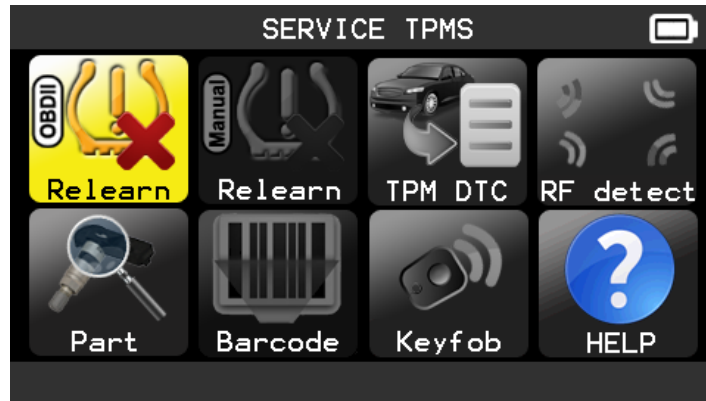 SERVICE TPMS
OBDII
Manual
Relearn
Relearn
TPM DTC
RF detect
?
Part
Barcode
Keyfob
HELP